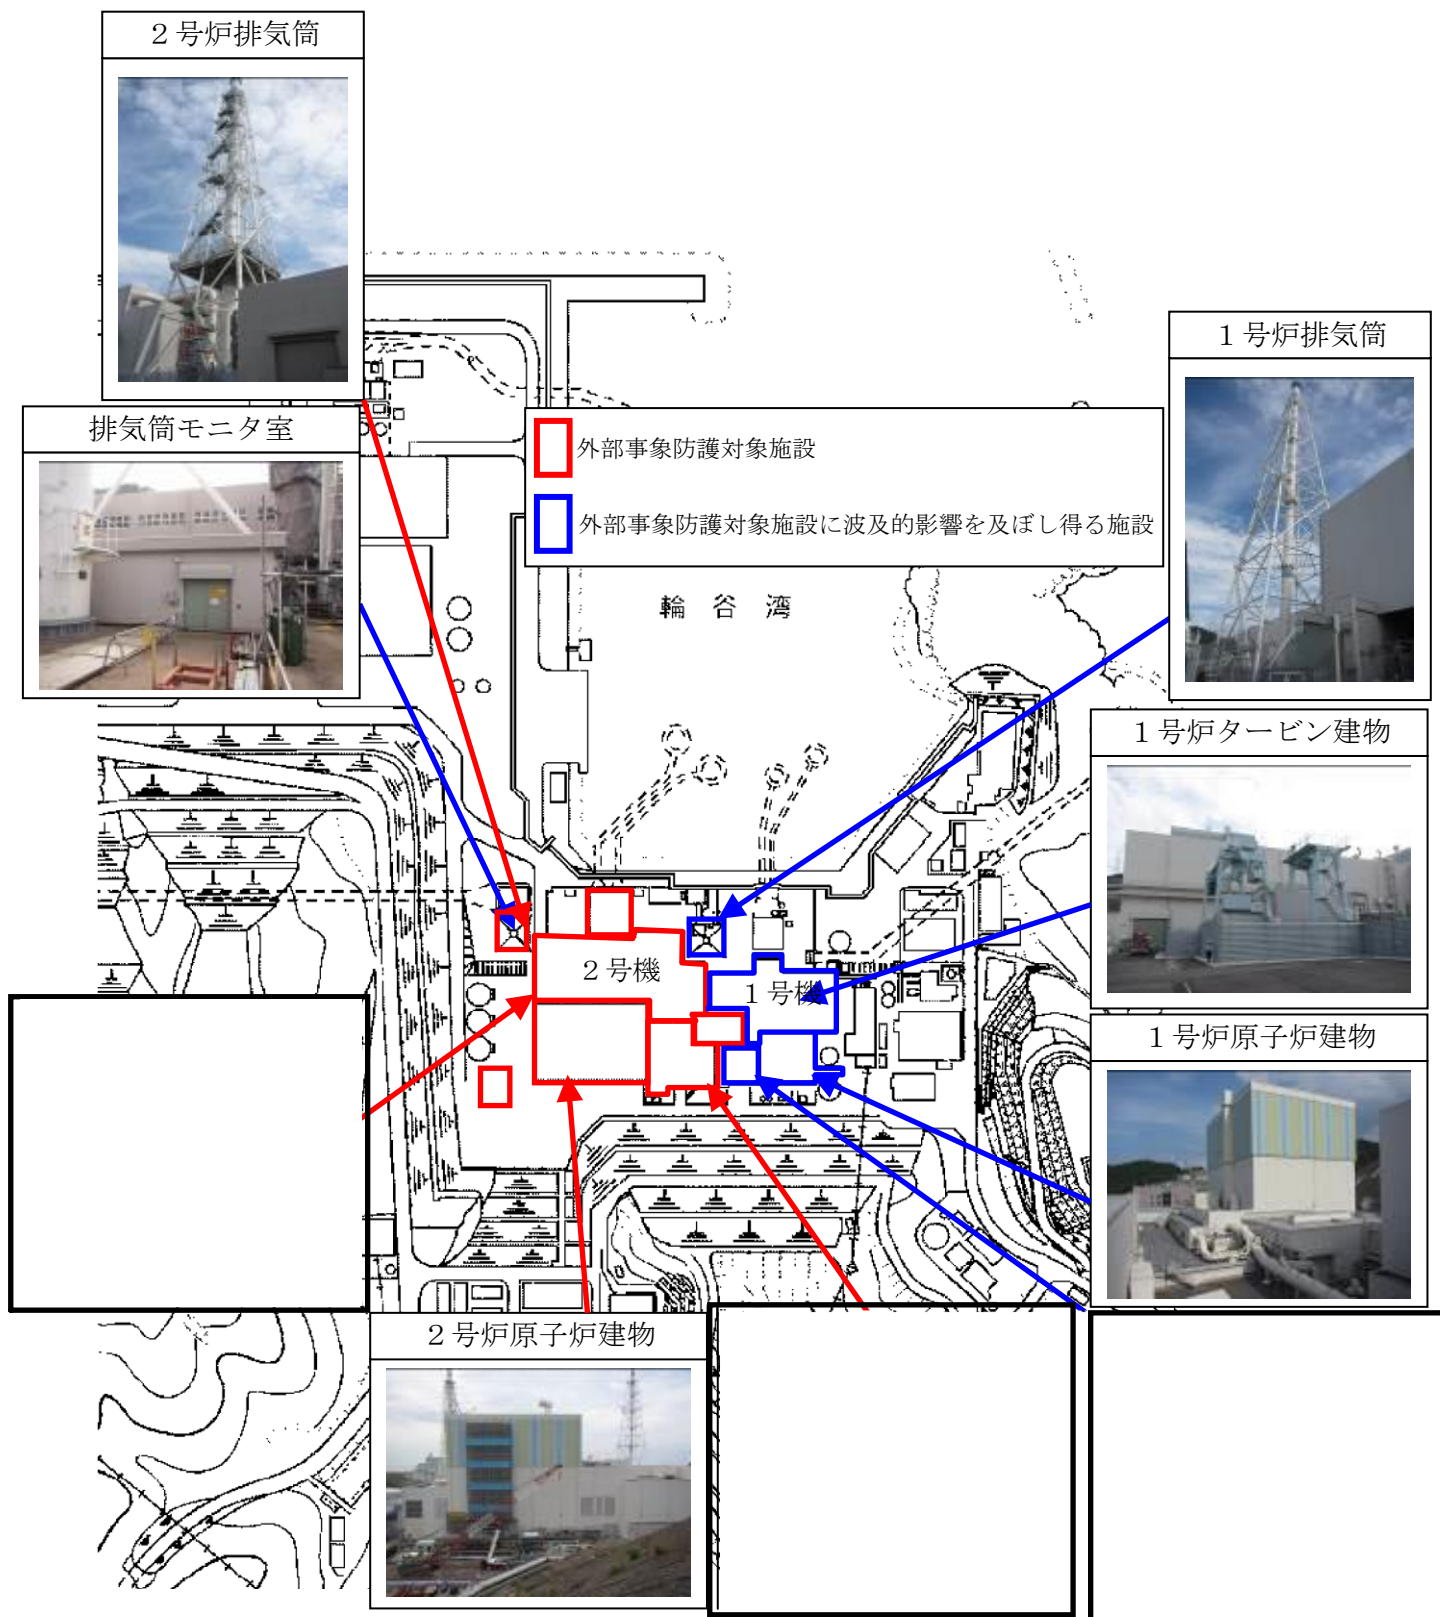 ２号炉排気筒
１号炉排気筒
排気筒モニタ室
外部事象防護対象施設
外部事象防護対象施設に波及的影響を及ぼし得る施設
輪谷湾
１号炉タービン建物
２号機
１号機
１号炉原子炉建物
２号炉原子炉建物